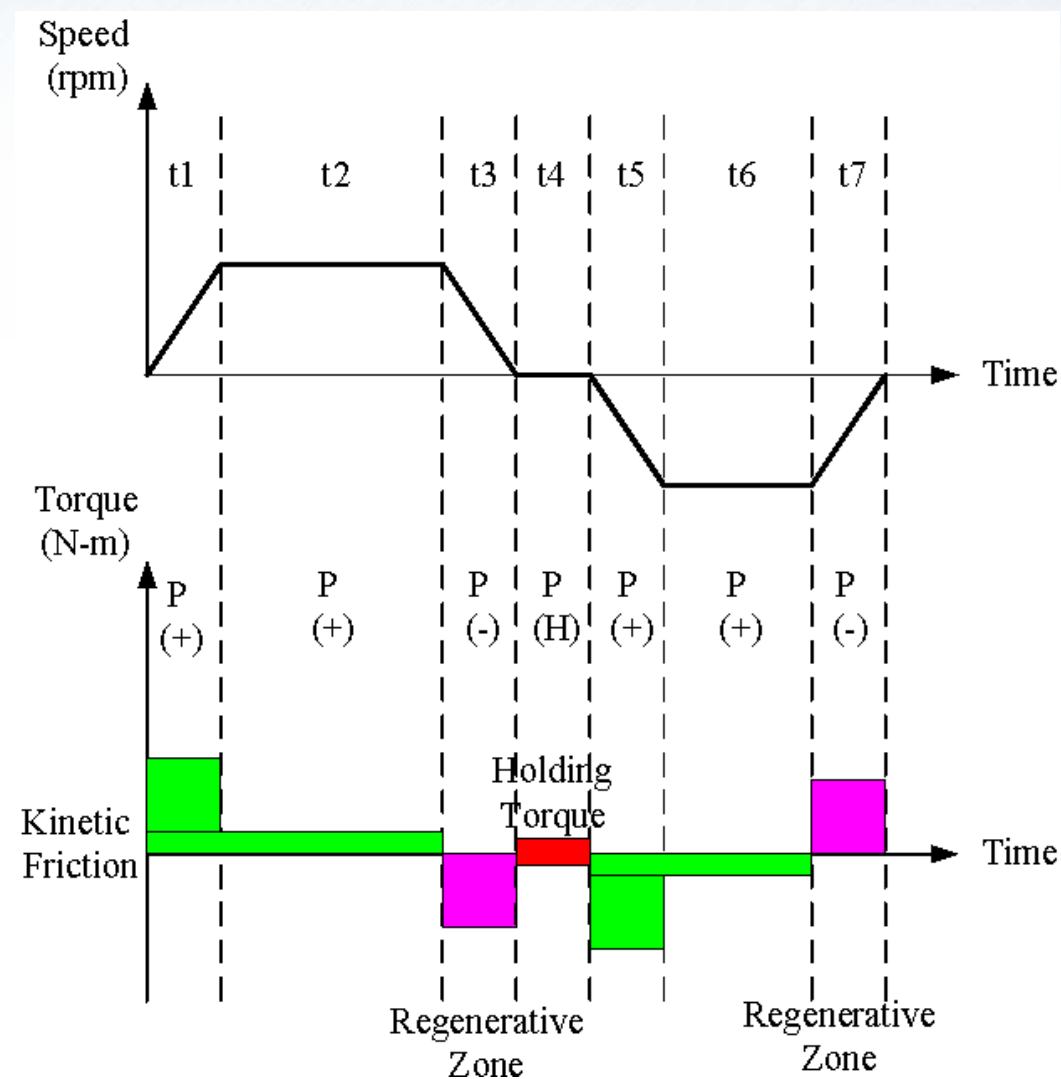 Speed
(rpm)
t1 t2 t3 t4 t5 t6 t7
Time
Torque
(N-m)
P P P P P P P
(+) (+) (-) (H) (+) (+) (-)
Holding
Torque
Kinetic
Friction
Time
Regenerative
Zone
Regenerative
Zone